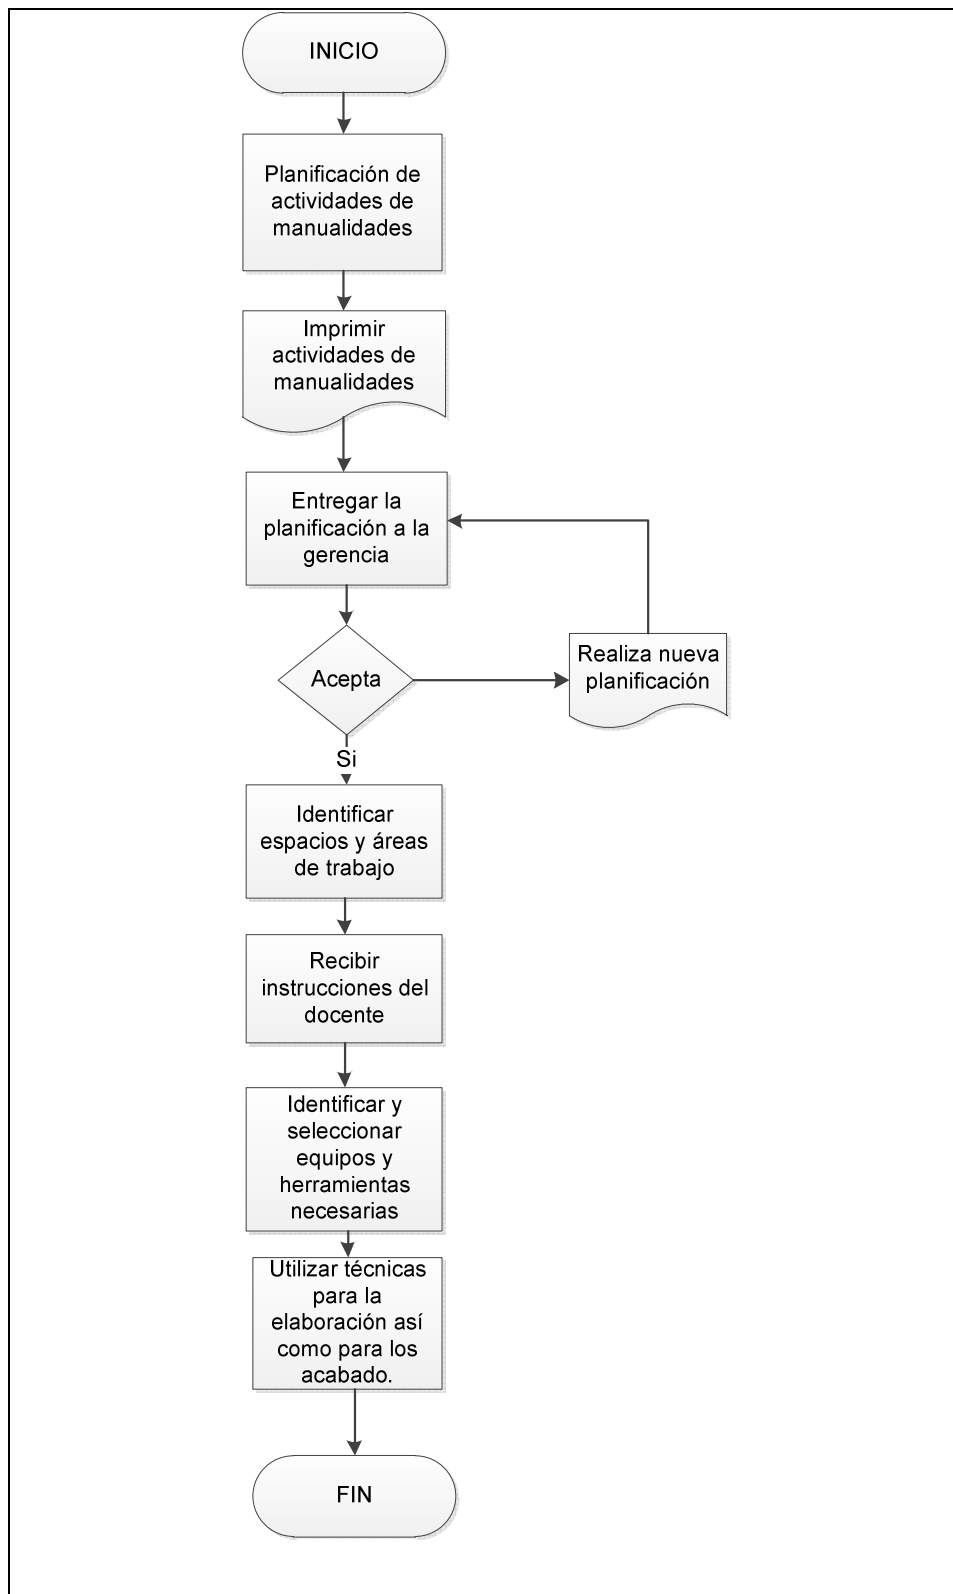 INICIO
Planificación de
actividades de
manualidades
Imprimir
actividades de
manualidades
Entregar la
planificación a la
gerencia
Acepta
Realiza nueva
planificación
Si
Identificar
espacios y áreas
de trabajo
Recibir
instrucciones del
docente
Identificar y
seleccionar
equipos y
herramientas
necesarias
Utilizar técnicas
para la
elaboración así
como para los
acabado.
FIN